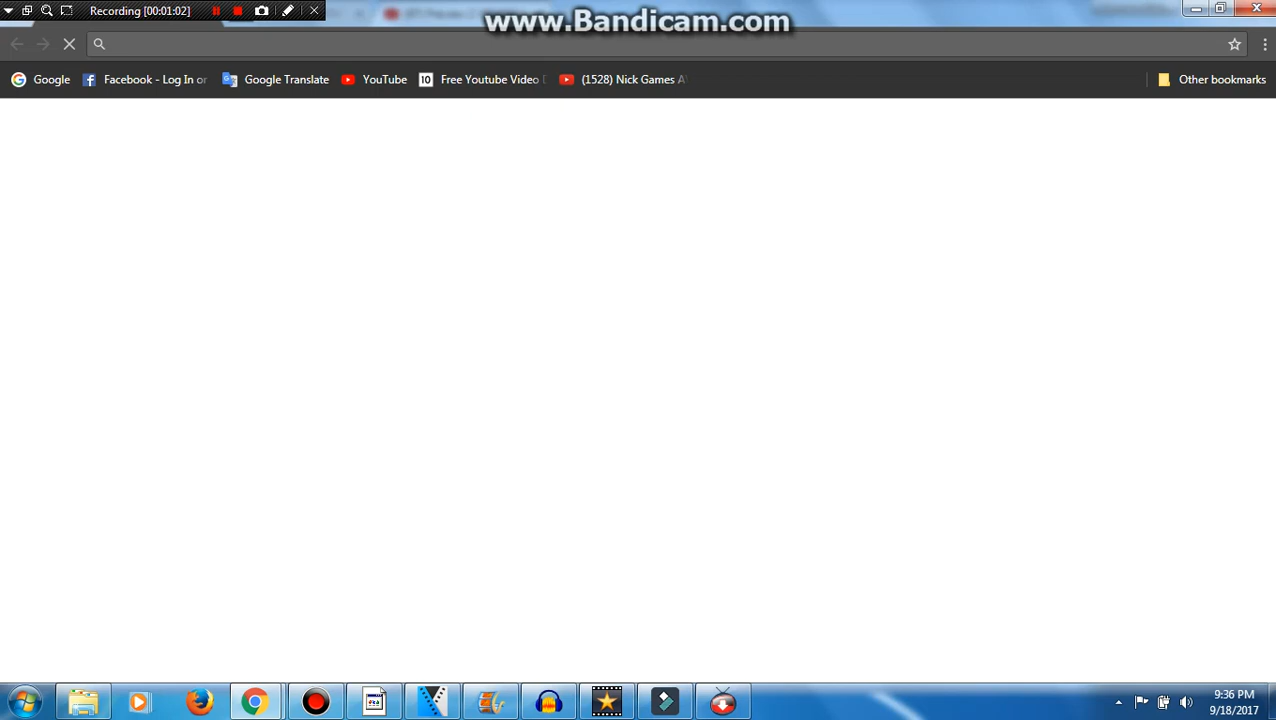 Recording [00:01:02]
www.Bandicam.com
Google
Facebook - Log In or
Google Translate
YouTube
10
Free Youtube Video
(1528) Nick Games A
Other bookmarks
9:36 PM
9/18/2017